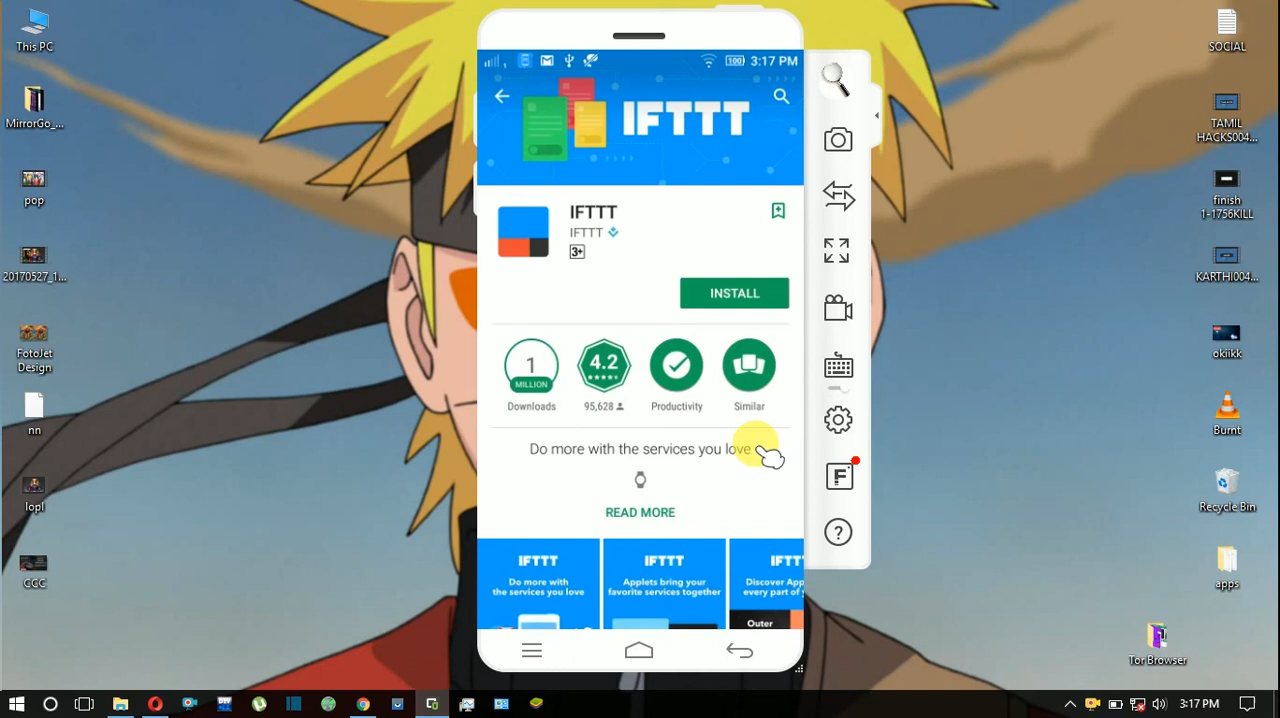 This PC
MirrorGo_...
pop
20170527_1...
FotoJet
Design
nn
lopl
CCC
100
3:17 PM
IFTTT
IFTTT
IFTTT
3+
INSTALL
1
MILLION
Downloads
4.2
95,628
Productivity
Similar
Do more with the services you love
READ MORE
IFTTT
Do more with
the services you love
IFTTT
Applets bring your
favorite services together
IFTT
Discover App
every part of y
Outer
F
?
SOCIAL
TAMIL
HACKS004...
finish
1-1756KILL
KARTHI004...
okiikk
Burnt
Recycle Bin
apps
Tor Browser
3:17 PM